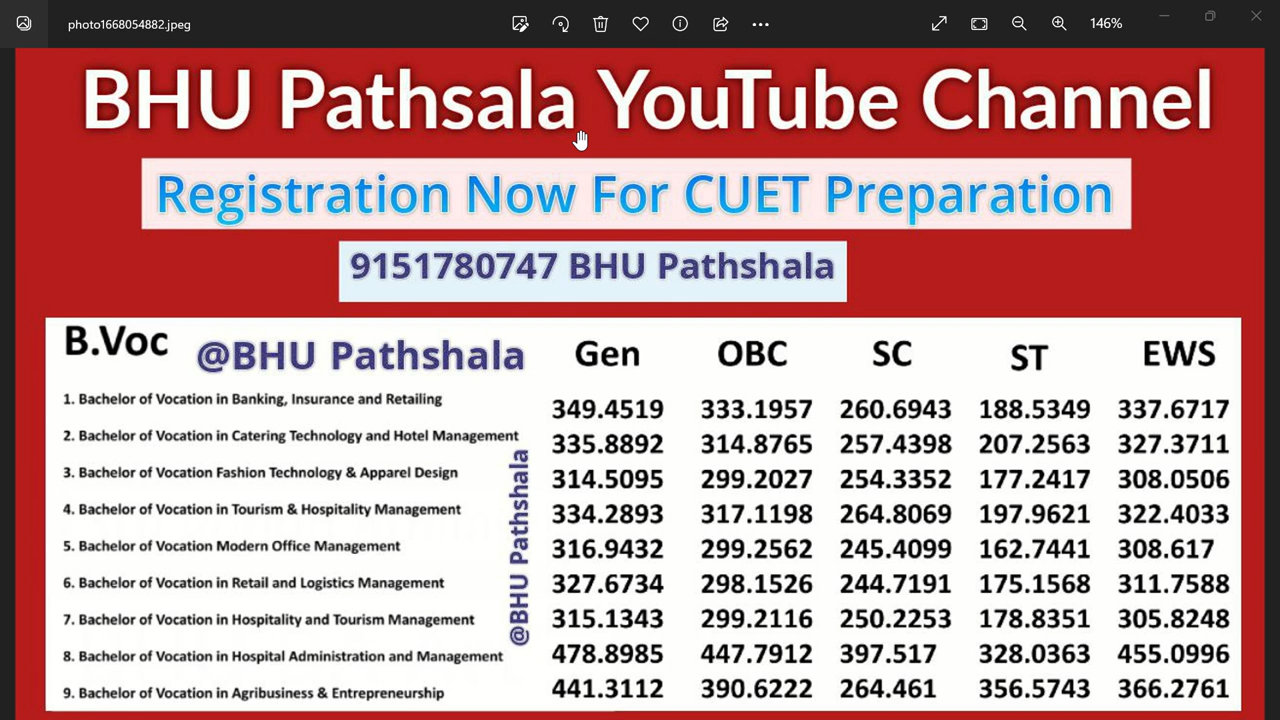 photo1668054882.jpeg
146%
BHU Pathsala YouTube Channel
Registration Now For CUET Preparation
9151780747 BHU Pathshala
B.Voc @BHU Pathshala Gen OBC SC ST EWS
1. Bachelor of Vocation in Banking, Insurance and Retailing 349.4519 333.1957 260.6943 188.5349 337.6717
2. Bachelor of Vocation in Catering Technology and Hotel Management 335.8892 314.8765 257.4398 207.2563 327.3711
3. Bachelor of Vocation Fashion Technology & Apparel Design 314.5095 299.2027 254.3352 177.2417 308.0506
4. Bachelor of Vocation in Tourism & Hospitality Management 334.2893 317.1198 264.8069 197.9621 322.4033
5. Bachelor of Vocation Modern Office Management 316.9432 299.2562 245.4099 162.7441 308.617
6. Bachelor of Vocation in Retail and Logistics Management 327.6734 298.1526 244.7191 175.1568 311.7588
7. Bachelor of Vocation in Hospitality and Tourism Management 315.1343 299.2116 250.2253 178.8351 305.8248
8. Bachelor of Vocation in Hospital Administration and Management 478.8985 447.7912 397.517 328.0363 455.0996
9. Bachelor of Vocation in Agribusiness & Entrepreneurship 441.3112 390.6222 264.461 356.5743 366.2761
@BHU Pathshala